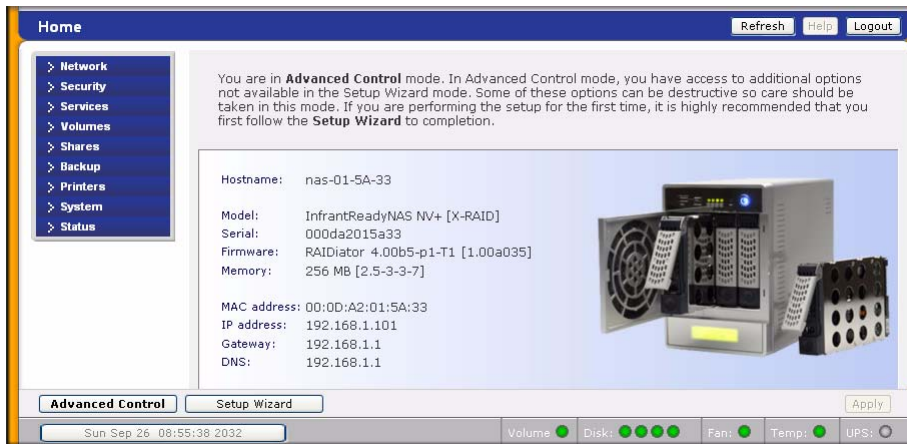 Home
Refresh
Help
Logout
> Network
> Security
> Services
> Volumes
> Shares
> Backup
> Printers
> System
> Status
You are in Advanced Control mode. In Advanced Control mode, you have access to additional options
not available in the Setup Wizard mode. Some of these options can be destructive so care should be
taken in this mode. If you are performing the setup for the first time, it is highly recommended that you
first follow the Setup Wizard to completion.
Hostname: nas-01-5A-33
Model: InfrantReadyNAS NV+ [X-RAID]
Serial: 000da2015a33
Firmware: RAIDiator 4.00b5-p1-T1 [1.00a035]
Memory: 256 MB [2.5-3-3-7]
MAC address: 00:0D:A2:01:5A:33
IP address: 192.168.1.101
Gateway: 192.168.1.1
DNS: 192.168.1.1
Advanced Control
Setup Wizard
Apply
Sun Sep 26 08:55:38 2032
Volume
Disk:
Fan:
Temp:
UPS: